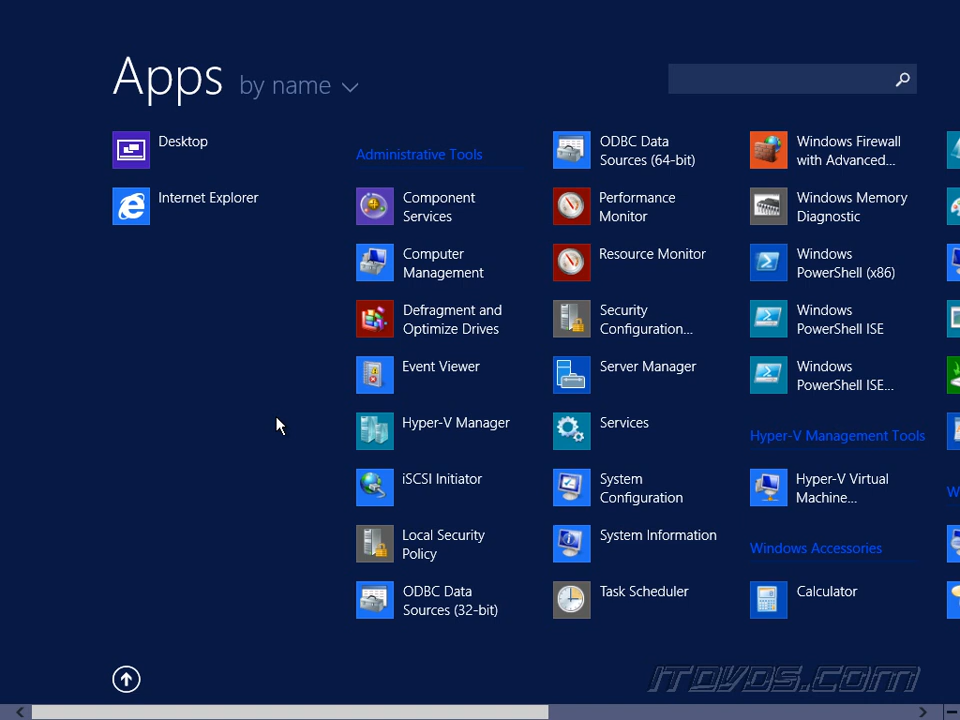 Apps by name
Desktop
Internet Explorer
Administrative Tools
Component
Services
Computer
Management
Defragment and
Optimize Drives
Event Viewer
Hyper-V Manager
iSCSI Initiator
Local Security
Policy
ODBC Data
Sources (32-bit)
ODBC Data
Sources (64-bit)
Performance
Monitor
Resource Monitor
Security
Configuration...
Server Manager
Services
System
Configuration
System Information
Task Scheduler
Windows Firewall
with Advanced...
Windows Memory
Diagnostic
Windows
PowerShell (x86)
Windows
PowerShell ISE
Windows
PowerShell ISE...
Hyper-V Management Tools
Hyper-V Virtual
Machine...
Windows Accessories
Calculator
W
ITDVDS.COM